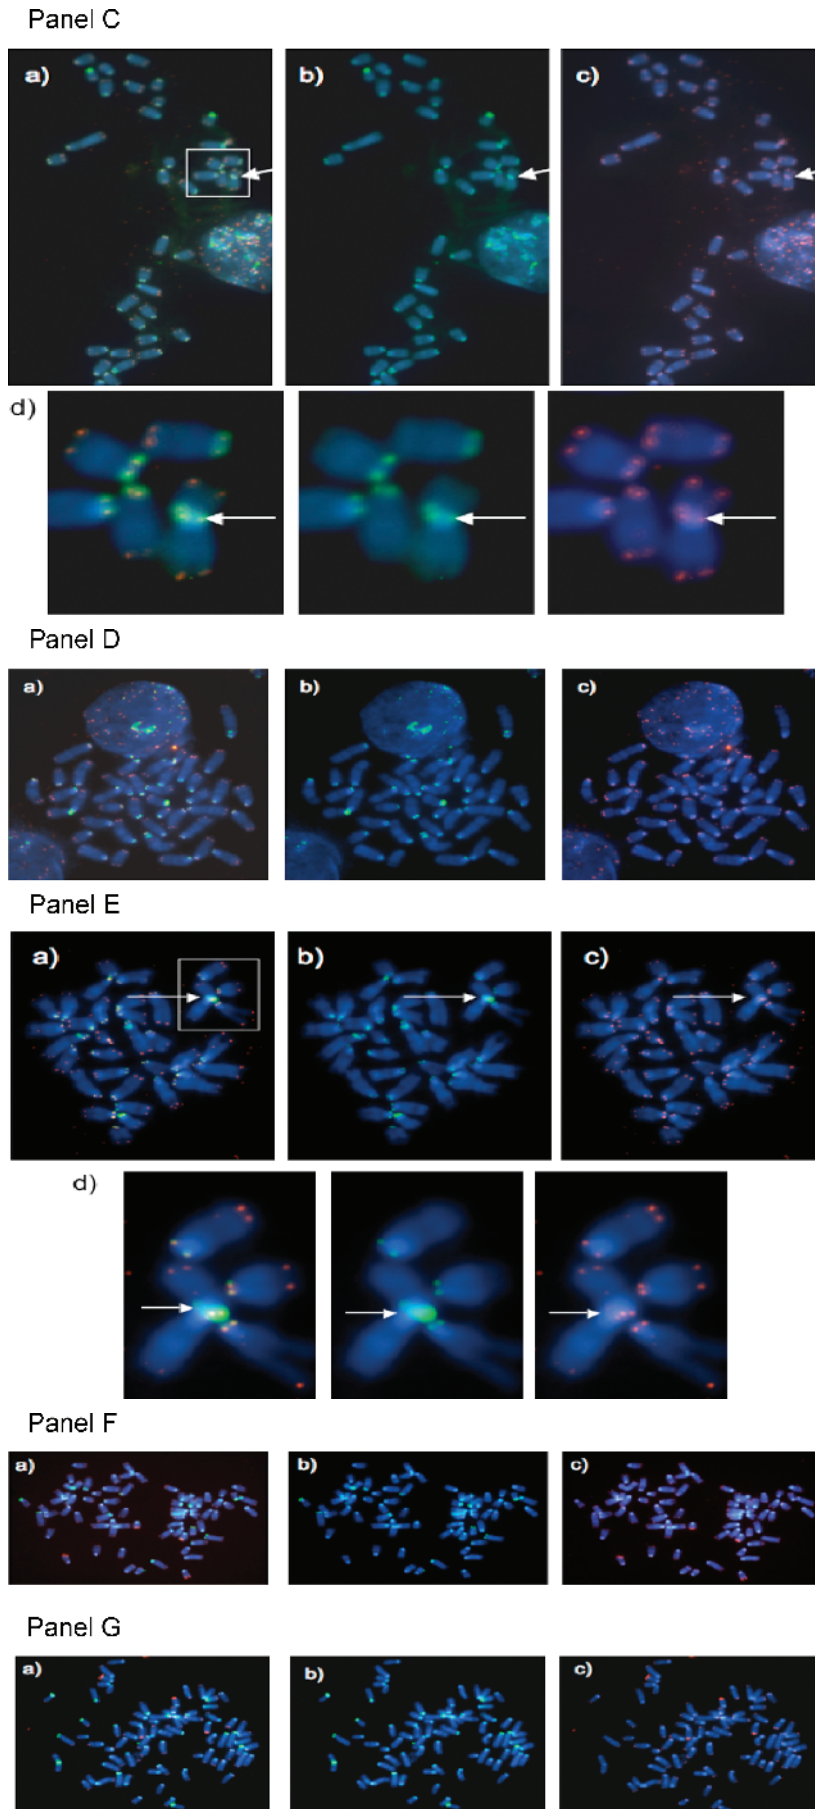 Panel C
a) b) c)
d)
Panel D
a) b) c)
Panel E
a) b) c)
d)
Panel F
a) b) c)
Panel G
a) b) c)